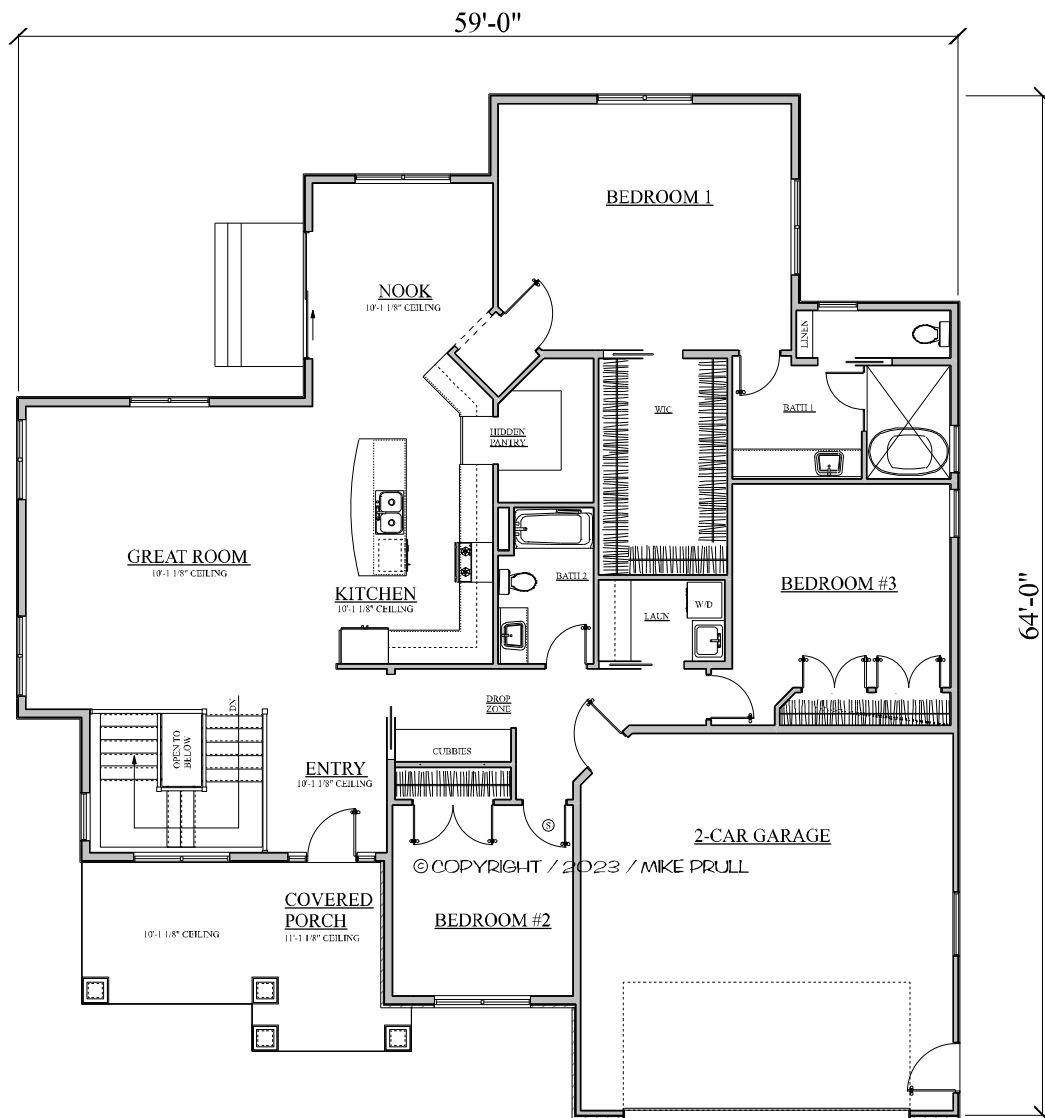 59'-0"
BEDROOM 1
NOOK
10'-1 1/8" CEILING
LINEN
BATH 1
WIC
HIDDEN
PANTRY
GREAT ROOM
10'-1 1/8" CEILING
KITCHEN
10'-1 1/8" CEILING
BATH 2
BEDROOM #3
W/D
LAUN
64'-0"
DN
DROP
ZONE
OPEN TO
BELOW
CUBBIES
ENTRY
10'-1 1/8" CEILING
S
2-CAR GARAGE
© COPYRIGHT / 2023 / MIKE PRULL
COVERED
PORCH
11'-1 1/8" CEILING
10'-1 1/8" CEILING
BEDROOM #2